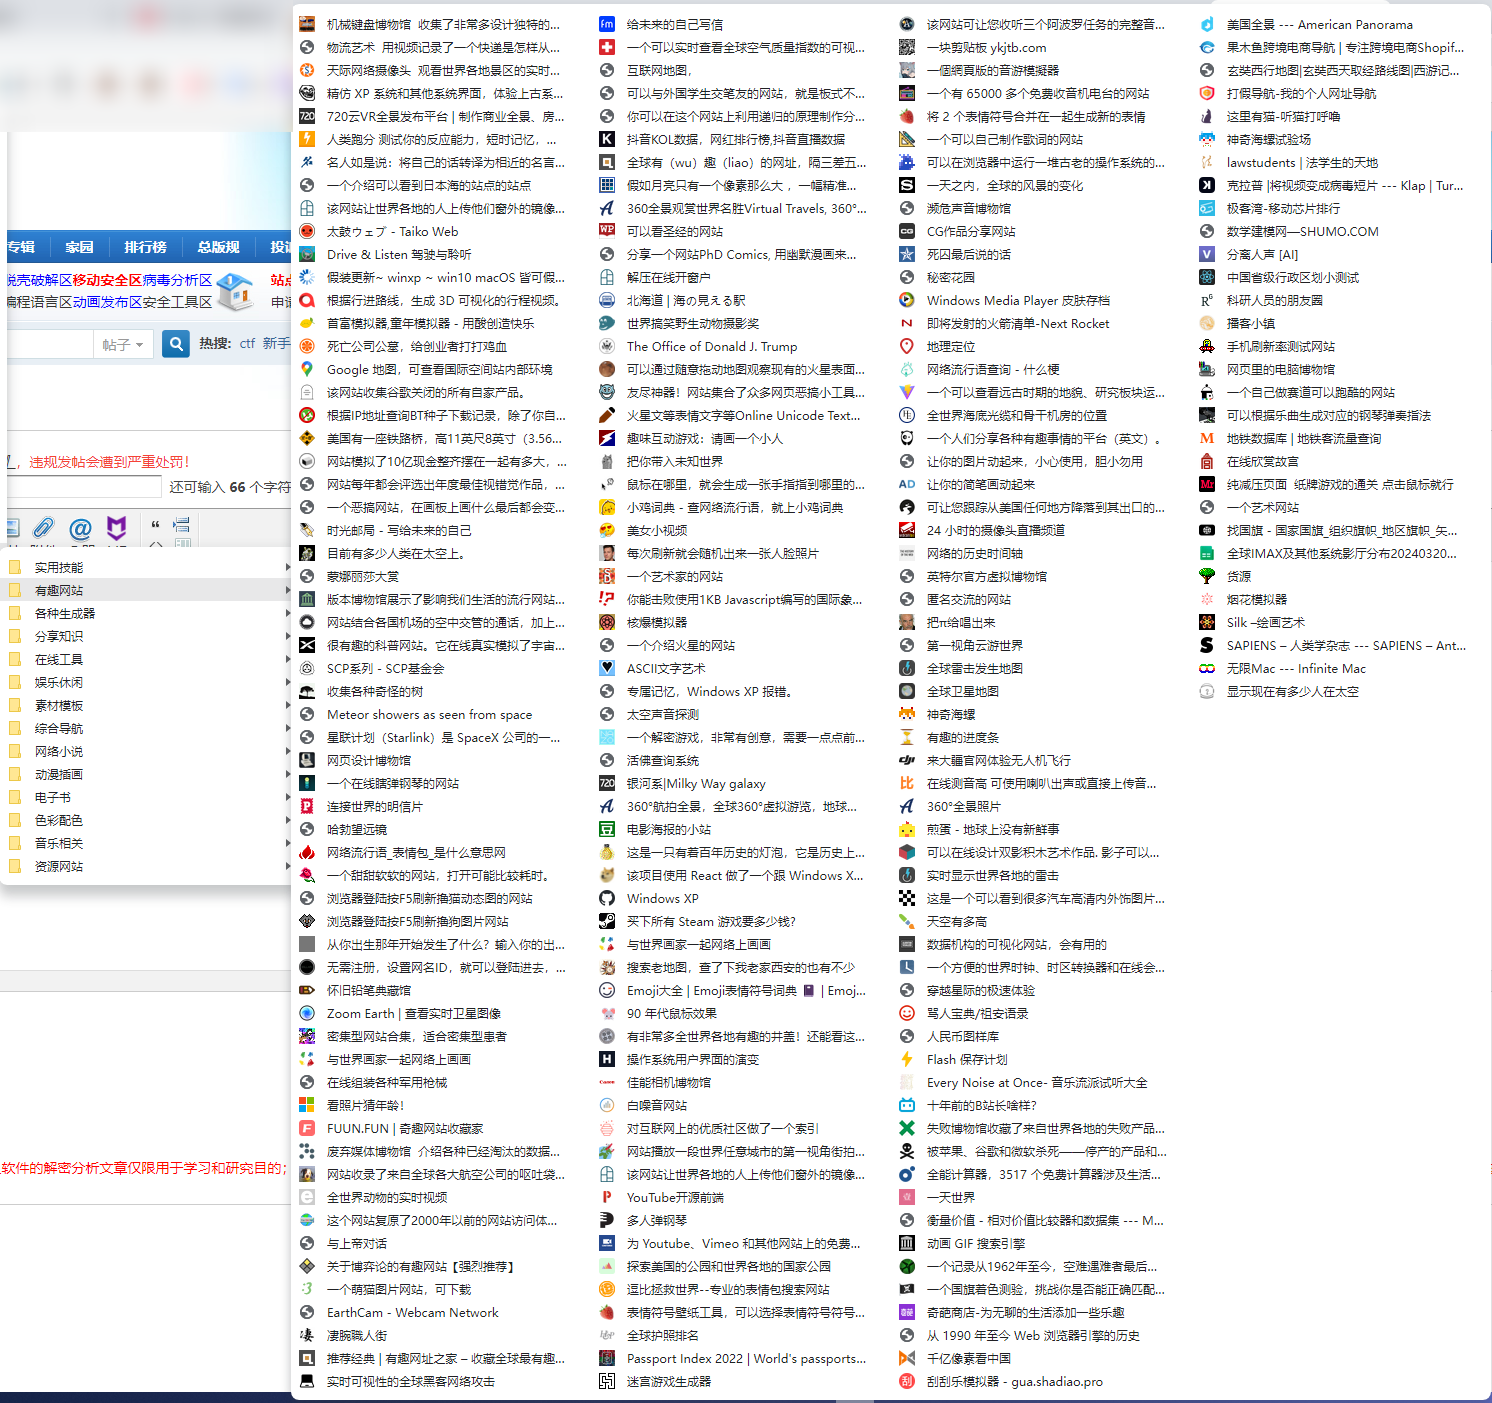 专辑 家园 排行榜 总版规 投诉
脱壳破解区移动安全区病毒分析区 站点
编程语言区动画发布区安全工具区 申请
帖子 热搜: ctf 新手
，违规发帖会遭到严重处罚!
还可输入 66 个字符
实用技能
有趣网站
各种生成器
分享知识
在线工具
娱乐休闲
素材模板
综合导航
网络小说
动漫插画
电子书
色彩配色
音乐相关
资源网站
软件的解密分析文章仅限用于学习和研究目的;
机械键盘博物馆 收集了非常多设计独特的...
物流艺术 用视频记录了一个快递是怎样从...
天际网络摄像头 观看世界各地景区的实时...
精仿 XP 系统和其他系统界面，体验上古系...
720云VR全景发布平台 | 制作商业全景、房...
人类跑分 测试你的反应能力，短时记忆，...
名人如是说：将自己的话转译为相近的名言...
一个介绍可以看到日本海的站点的站点
该网站让世界各地的人上传他们窗外的镜像...
太鼓ウェブ - Taiko Web
Drive & Listen 驾驶与聆听
假装更新~ winxp ~ win10 macOS 皆可假...
根据行进路线，生成 3D 可视化的行程视频。
首富模拟器,童年模拟器 - 用酸创造快乐
死亡公司公墓，给创业者打打鸡血
Google 地图，可查看国际空间站内部环境
该网站收集谷歌关闭的所有自家产品。
根据IP地址查询BT种子下载记录，除了你自...
美国有一座铁路桥，高11英尺8英寸（3.56...
网站模拟了10亿现金整齐摆在一起有多大，...
网站每年都会评选出年度最佳视错觉作品，...
一个恶搞网站，在画板上画什么最后都会变...
时光邮局 - 写给未来的自己
目前有多少人类在太空上。
蒙娜丽莎大赏
版本博物馆展示了影响我们生活的流行网站...
网站结合各国机场的空中交管的通话，加上...
很有趣的科普网站。它在线真实模拟了宇宙...
SCP系列 - SCP基金会
收集各种奇怪的树
Meteor showers as seen from space
星联计划（Starlink）是 SpaceX 公司的一...
网页设计博物馆
一个在线瞎弹钢琴的网站
连接世界的明信片
哈勃望远镜
网络流行语_表情包_是什么意思网
一个甜甜软软的网站，打开可能比较耗时。
浏览器登陆按F5刷新撸猫动态图的网站
浏览器登陆按F5刷新撸狗图片网站
从你出生那年开始发生了什么？输入你的出...
无需注册，设置网名ID，就可以登陆进去，...
怀旧铅笔典藏馆
Zoom Earth | 查看实时卫星图像
密集型网站合集，适合密集型患者
与世界画家一起网络上画画
在线组装各种军用枪械
看照片猜年龄！
FUUN.FUN | 奇趣网站收藏家
废弃媒体博物馆 介绍各种已经淘汰的数据...
网站收录了来自全球各大航空公司的呕吐袋...
全世界动物的实时视频
这个网站复原了2000年以前的网站访问体...
与上帝对话
关于博弈论的有趣网站【强烈推荐】
一个萌猫图片网站，可下载
EarthCam - Webcam Network
凄腕職人街
推荐经典 | 有趣网址之家 – 收藏全球最有趣...
实时可视性的全球黑客网络攻击
给未来的自己写信
一个可以实时查看全球空气质量指数的可视...
互联网地图,
可以与外国学生交笔友的网站，就是板式不...
你可以在这个网站上利用递归的原理制作分...
抖音KOL数据，网红排行榜,抖音直播数据
全球有（wu）趣（liao）的网址，隔三差五...
假如月亮只有一个像素那么大 ，一幅精准...
360全景观赏世界名胜Virtual Travels, 360°...
可以看圣经的网站
分享一个网站PhD Comics, 用幽默漫画来...
解压在线开窗户
北海道 | 海の見える駅
世界搞笑野生动物摄影奖
The Office of Donald J. Trump
可以通过随意拖动地图观察现有的火星表面...
友尽神器！网站集合了众多网页恶搞小工具...
火星文等表情文字等Online Unicode Text...
趣味互动游戏：请画一个小人
把你带入未知世界
鼠标在哪里，就会生成一张手指指到哪里的...
小鸡词典 - 查网络流行语，就上小鸡词典
美女小视频
每次刷新就会随机出来一张人脸照片
一个艺术家的网站
你能击败使用1KB Javascript编写的国际象...
核爆模拟器
一个介绍火星的网站
ASCII文字艺术
专属记忆，Windows XP 报错。
太空声音探测
一个解密游戏，非常有创意，需要一点点前...
活佛查询系统
银河系|Milky Way galaxy
360°航拍全景，全球360°虚拟游览，地球...
电影海报的小站
这是一只有着百年历史的灯泡，它是历史上...
该项目使用 React 做了一个跟 Windows X...
Windows XP
买下所有 Steam 游戏要多少钱?
与世界画家一起网络上画画
搜索老地图，查了下我老家西安的也有不少
Emoji大全 | Emoji表情符号词典 📓 | Emoj...
90 年代鼠标效果
有非常多全世界各地有趣的井盖！还能看这...
操作系统用户界面的演变
佳能相机博物馆
白噪音网站
对互联网上的优质社区做了一个索引
网站播放一段世界任意城市的第一视角街拍...
该网站让世界各地的人上传他们窗外的镜像...
YouTube开源前端
多人弹钢琴
为 Youtube、Vimeo 和其他网站上的免费...
探索美国的公园和世界各地的国家公园
逗比拯救世界--专业的表情包搜索网站
表情符号壁纸工具，可以选择表情符号符号...
全球护照排名
Passport Index 2022 | World's passports...
迷宫游戏生成器
该网站可让您收听三个阿波罗任务的完整音...
一块剪贴板 ykjtb.com
一個網頁版的音游模擬器
一个有 65000 多个免费收音机电台的网站
将 2 个表情符号合并在一起生成新的表情
一个可以自己制作歌词的网站
可以在浏览器中运行一堆古老的操作系统的...
一天之内，全球的风景的变化
濒危声音博物馆
CG作品分享网站
死囚最后说的话
秘密花园
Windows Media Player 皮肤存档
即将发射的火箭清单-Next Rocket
地理定位
网络流行语查询 - 什么梗
一个可以查看远古时期的地貌、研究板块运...
全世界海底光缆和骨干机房的位置
一个人们分享各种有趣事情的平台（英文）。
让你的图片动起来，小心使用，胆小勿用
让你的简笔画动起来
可让您跟踪从美国任何地方降落到其出口的...
24 小时的摄像头直播频道
网络的历史时间轴
英特尔官方虚拟博物馆
匿名交流的网站
把π给唱出来
第一视角云游世界
全球雷击发生地图
全球卫星地图
神奇海螺
有趣的进度条
来大疆官网体验无人机飞行
在线测音高 可使用喇叭出声或直接上传音...
360°全景照片
煎蛋 - 地球上没有新鲜事
可以在线设计双影积木艺术作品. 影子可以...
实时显示世界各地的雷击
这是一个可以看到很多汽车高清内外饰图片...
天空有多高
数据机构的可视化网站，会有用的
一个方便的世界时钟、时区转换器和在线会...
穿越星际的极速体验
骂人宝典/祖安语录
人民币图样库
Flash 保存计划
Every Noise at Once- 音乐流派试听大全
十年前的B站长啥样?
失败博物馆收藏了来自世界各地的失败产品...
被苹果、谷歌和微软杀死——停产的产品和...
全能计算器，3517 个免费计算器涉及生活...
一天世界
衡量价值 - 相对价值比较器和数据集 --- M...
动画 GIF 搜索引擎
一个记录从1962年至今，空难遇难者最后...
一个国旗着色测验，挑战你是否能正确匹配...
奇葩商店-为无聊的生活添加一些乐趣
从 1990 年至今 Web 浏览器引擎的历史
千亿像素看中国
刮刮乐模拟器 - gua.shadiao.pro
美国全景 --- American Panorama
果木鱼跨境电商导航 | 专注跨境电商Shopif...
玄奘西行地图|玄奘西天取经路线图|西游记...
打假导航-我的个人网址导航
这里有猫-听猫打呼噜
神奇海螺试验场
lawstudents | 法学生的天地
克拉普 |将视频变成病毒短片 --- Klap | Tur...
极客湾-移动芯片排行
数学建模网—SHUMO.COM
分离人声 [AI]
中国省级行政区划小测试
科研人员的朋友圈
播客小镇
手机刷新率测试网站
网页里的电脑博物馆
一个自己做赛道可以跑酷的网站
可以根据乐曲生成对应的钢琴弹奏指法
地铁数据库 | 地铁客流量查询
在线欣赏故宫
纯减压页面 纸牌游戏的通关 点击鼠标就行
一个艺术网站
找国旗 - 国家国旗_组织旗帜_地区旗帜_矢...
全球IMAX及其他系统影厅分布20240320...
货源
烟花模拟器
Silk –绘画艺术
SAPIENS – 人类学杂志 --- SAPIENS – Ant...
无限Mac --- Infinite Mac
显示现在有多少人在太空